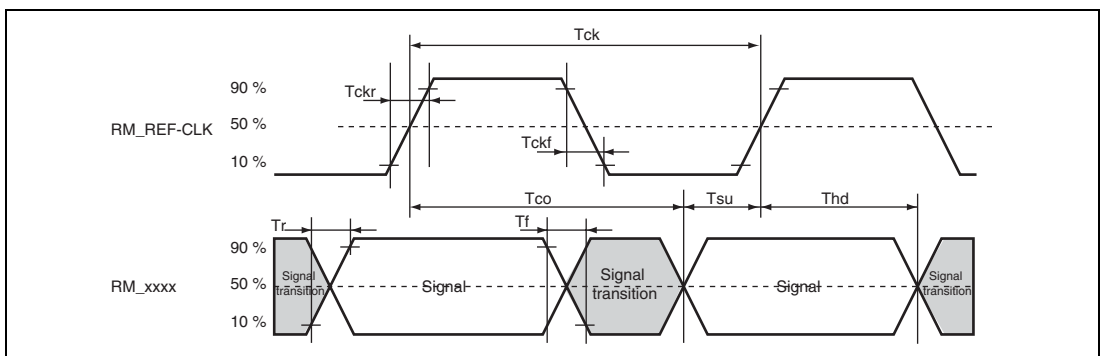 Tck
90 %
Tckr
RM_REF-CLK
50 %
Tckf
10 %
Tco
Tsu
Thd
Tr
Tf
90 %
Signal
transition
Signal
Signal
transition
Signal
Signal
transition
RM_xxxx
50 %
10 %